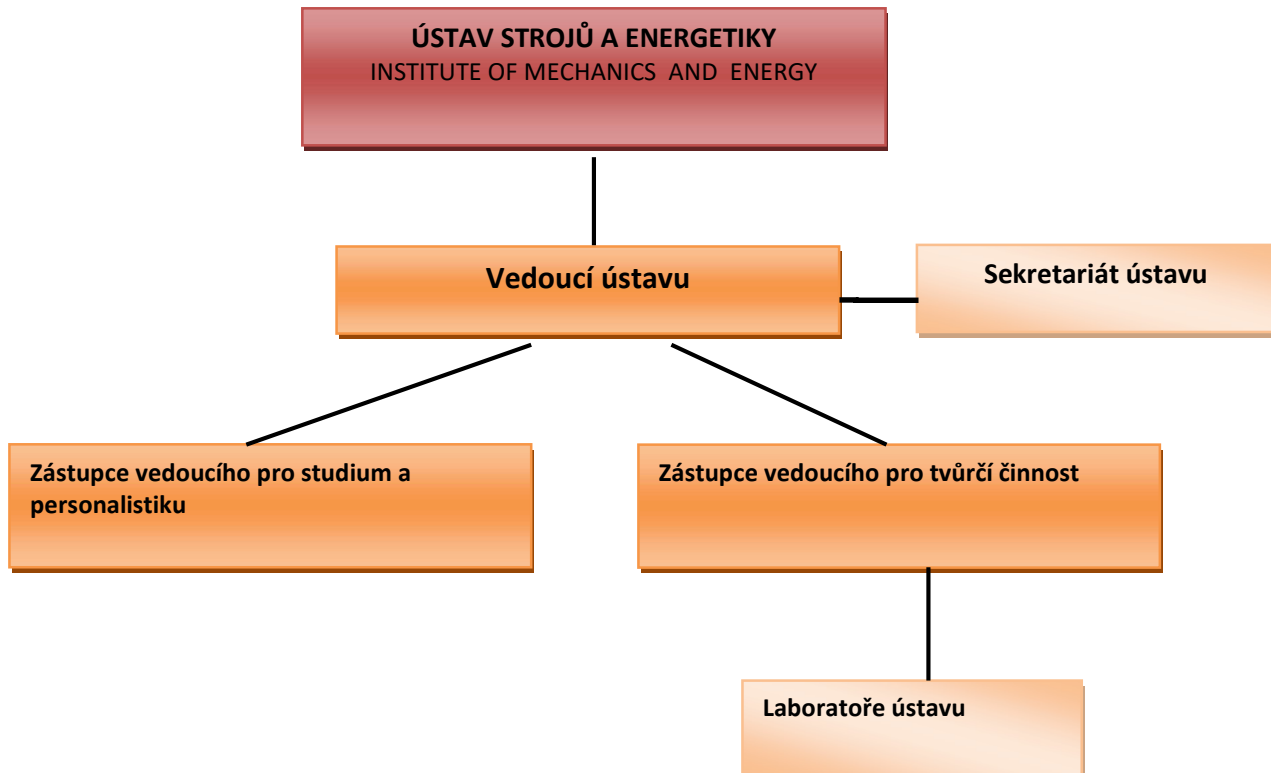 ÚSTAV STROJŮ A ENERGETIKY
INSTITUTE OF MECHANICS AND ENERGY
Vedoucí ústavu
Sekretariát ústavu
Zástupce vedoucího pro studium a
personalistiku
Zástupce vedoucího pro tvůrčí činnost
Laboratoře ústavu